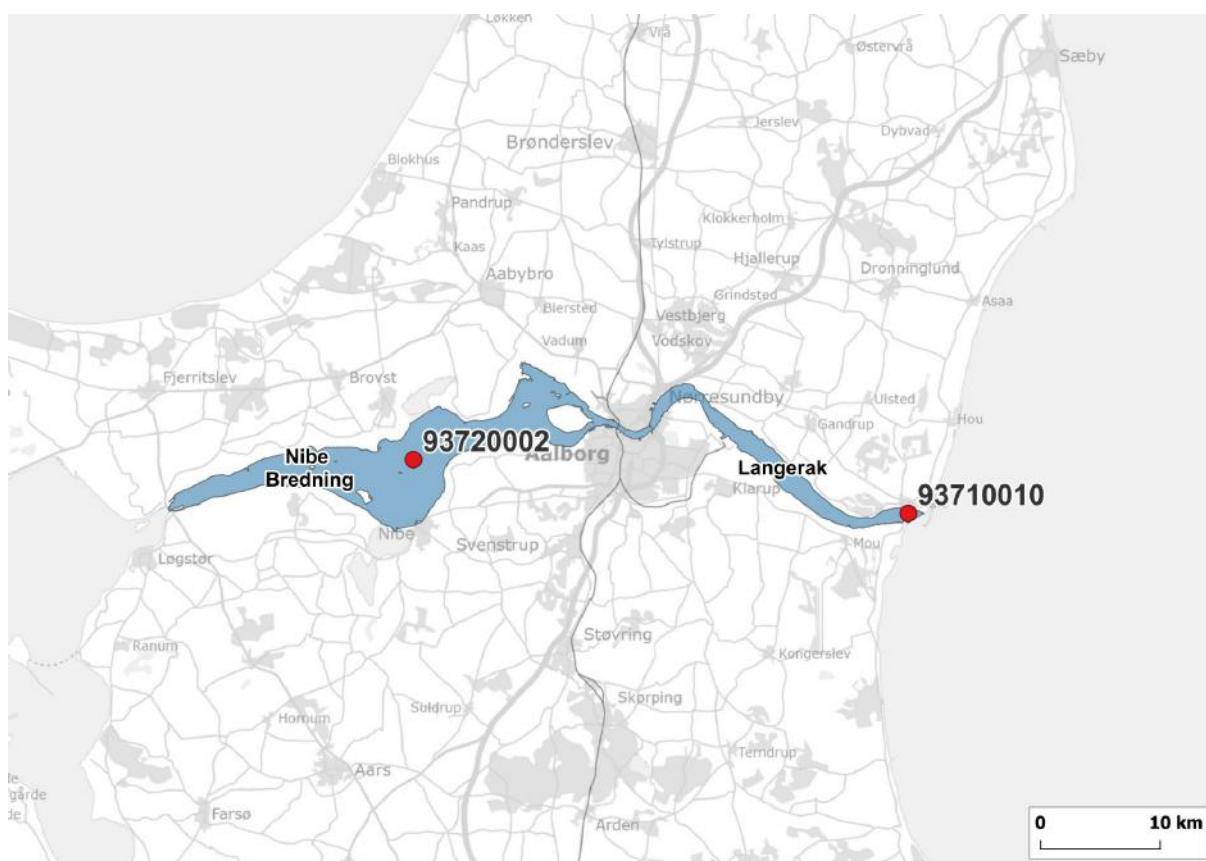 Løkken
Vrå
Østervrå
Sæby
Brønderslev
Jerslev
Dybvad
Blokhus
Pandrup
Klokkerholm
Kaas
Tylstrup
Hjallerup
Dronninglund
Aabybro
Grindsted
Asaa
Biersted
Vestbjerg
Vadum
Vodskov
Fjerritslev
Brovst
Nørresundby
Ulsted
Hou
Gandrup
93720002
Aalborg
Nibe
Bredning
Langerak
Klarup
93710010
Nibe
Svenstrup
Mou
Løgstør
Støvring
Ranum
Kongerslev
Skørping
Suldrup
Hornum
Terndrup
Aars
Farsø
Arden
0 10 km